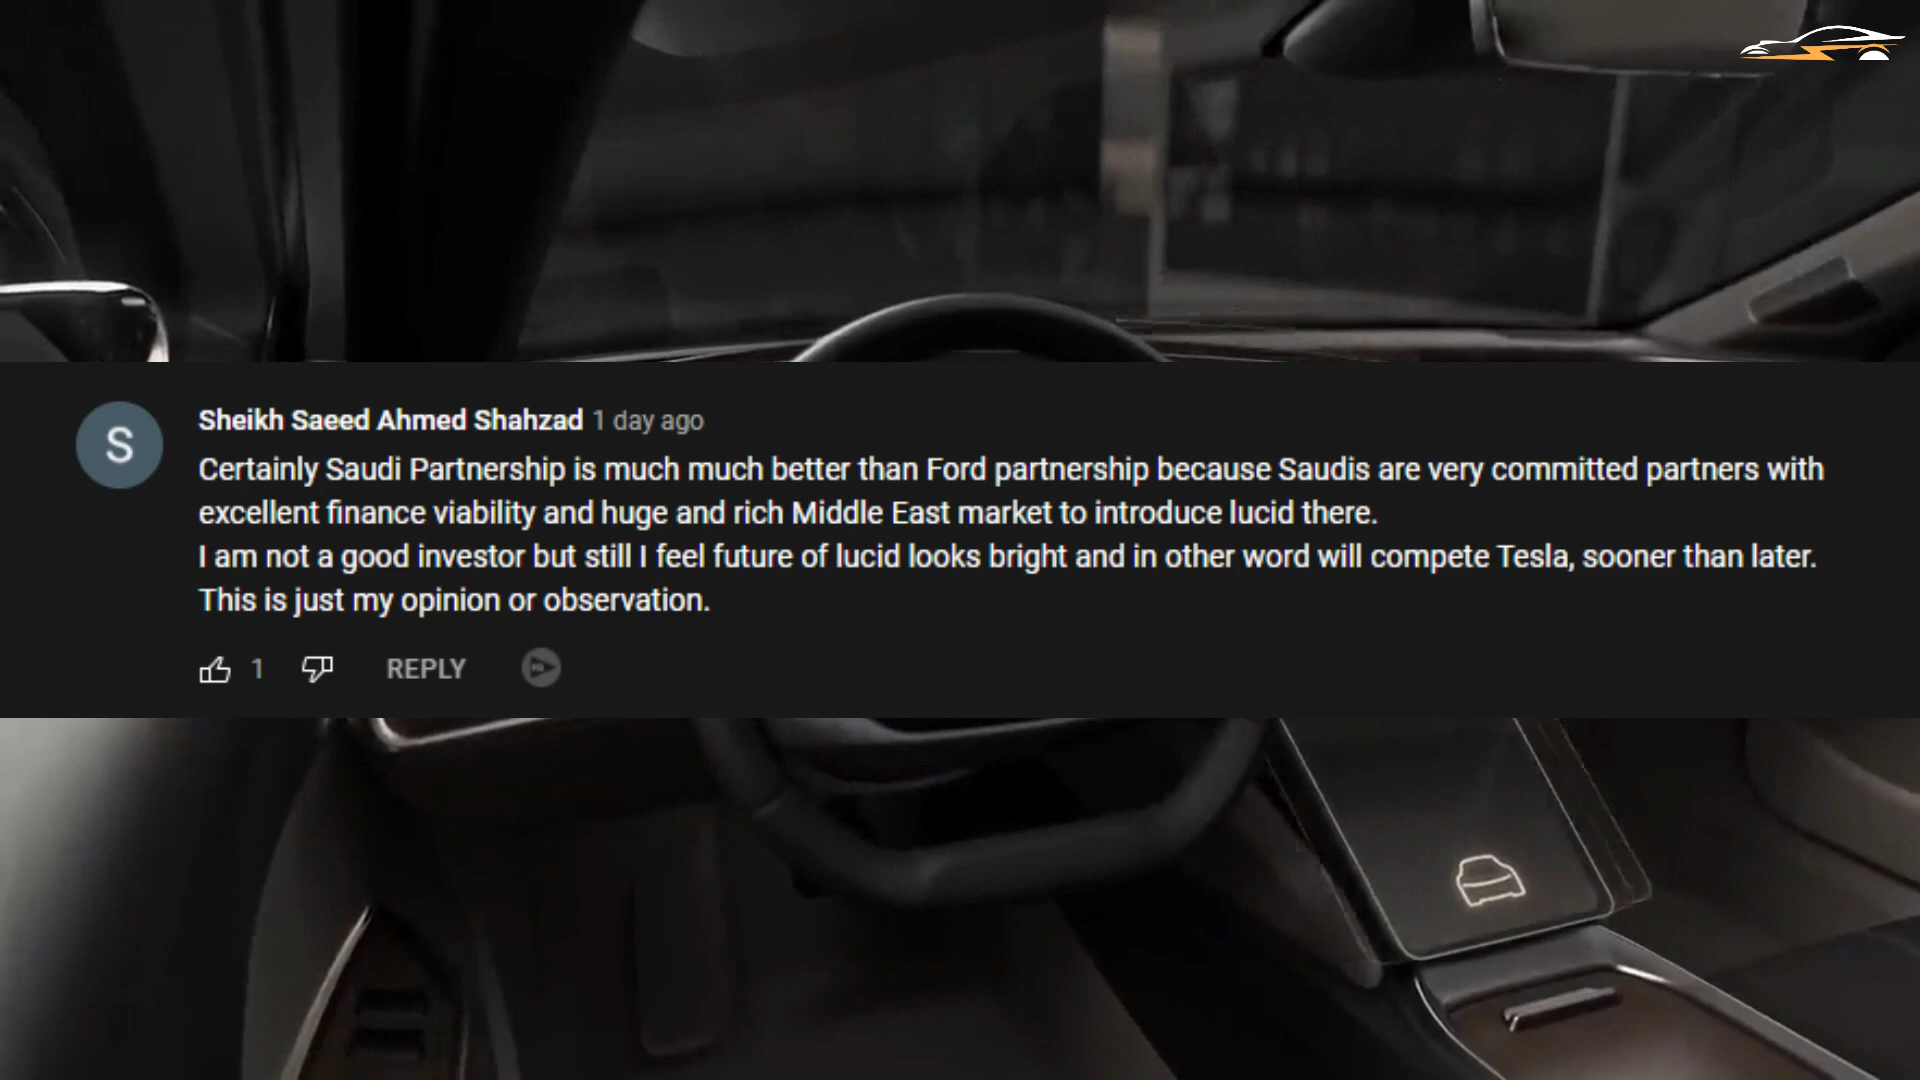 S
Sheikh Saeed Ahmed Shahzad 1 day ago
Certainly Saudi Partnership is much much better than Ford partnership because Saudis are very committed partners with
excellent finance viability and huge and rich Middle East market to introduce lucid there.
I am not a good investor but still I feel future of lucid looks bright and in other word will compete Tesla, sooner than later.
This is just my opinion or observation.
1 REPLY